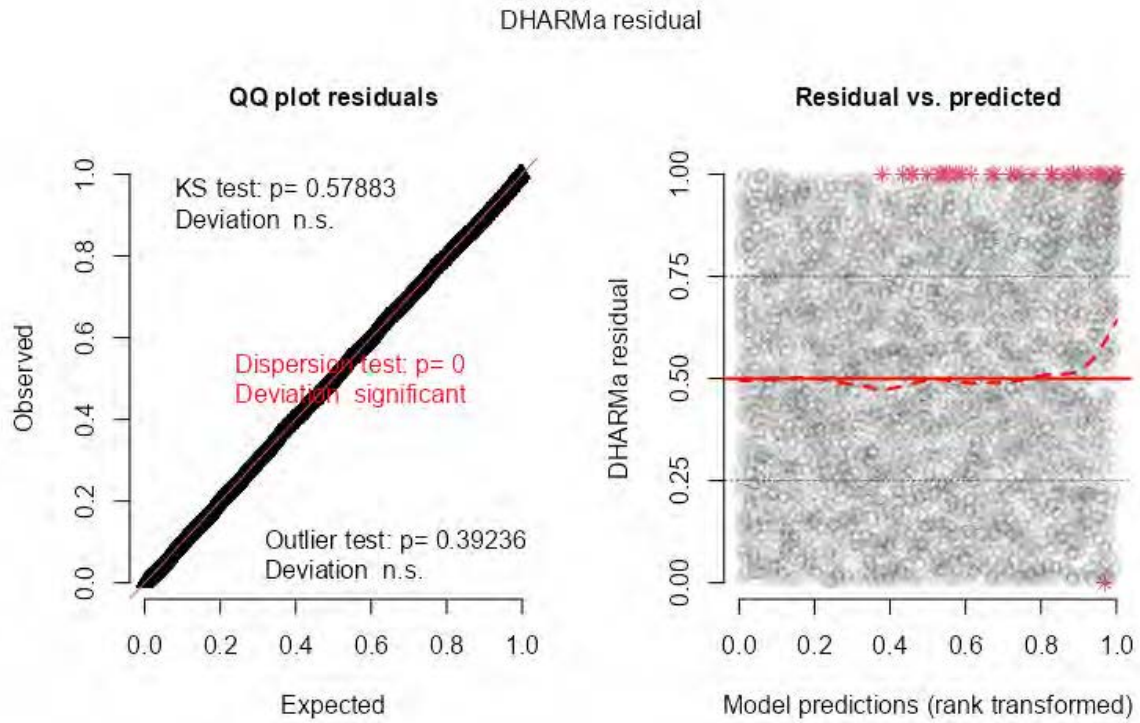 DHARMa residual
QQ plot residuals
Observed
1.0
0.8
0.6
0.4
0.2
0.0
KS test: p= 0.57883
Deviation n.s.
Dispersion test: p= 0
Deviation significant
Outlier test: p= 0.39236
Deviation n.s.
0.0 0.2 0.4 0.6 0.8 1.0
Expected
Residual vs. predicted
DHARMa residual
1.00
0.75
0.50
0.25
0.00
0.0 0.2 0.4 0.6 0.8 1.0
Model predictions (rank transformed)